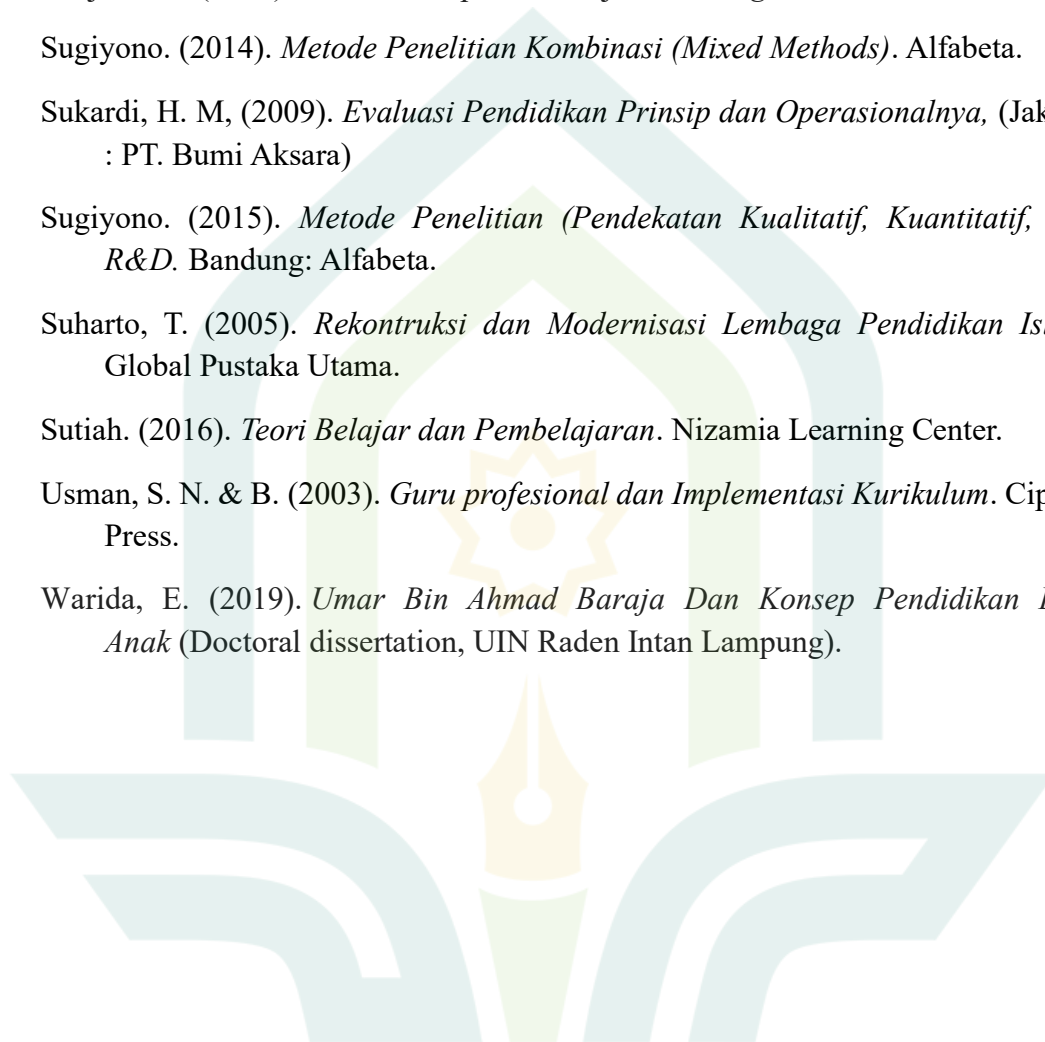 Sugiyono. (2014). Metode Penelitian Kombinasi (Mixed Methods). Alfabeta.
Sukardi, H. M, (2009). Evaluasi Pendidikan Prinsip dan Operasionalnya, (Jak
: PT. Bumi Aksara)
Sugiyono. (2015). Metode Penelitian (Pendekatan Kualitatif, Kuantitatif,
R&D. Bandung: Alfabeta.
Suharto, T. (2005). Rekontruksi dan Modernisasi Lembaga Pendidikan Is
Global Pustaka Utama.
Sutiah. (2016). Teori Belajar dan Pembelajaran. Nizamia Learning Center.
Usman, S. N. & B. (2003). Guru profesional dan Implementasi Kurikulum. Cip
Press.
Warida, E. (2019). Umar Bin Ahmad Baraja Dan Konsep Pendidikan
Anak (Doctoral dissertation, UIN Raden Intan Lampung).